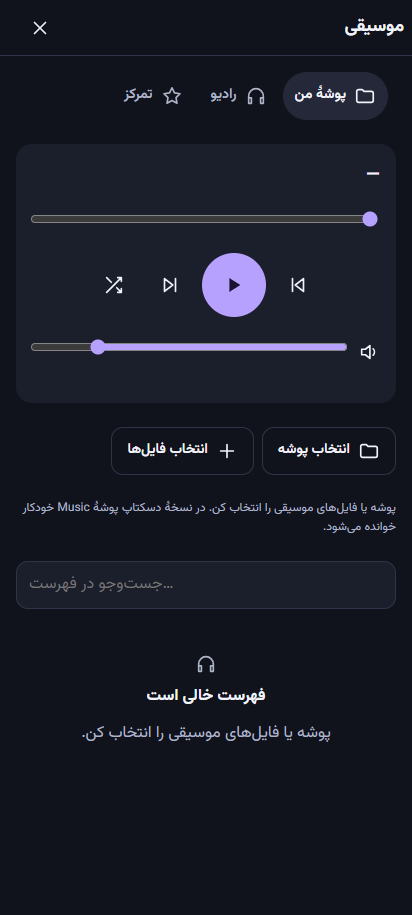 موسیقی
پوشهٔ من
رادیو
تمرکز
—
انتخاب پوشه
انتخاب فایل‌ها
پوشه یا فایل‌های موسیقی را انتخاب کن. در نسخهٔ دسکتاپ پوشهٔ Music خودکار
خوانده می‌شود.
جست‌وجو در فهرست…
فهرست خالی است
پوشه یا فایل‌های موسیقی را انتخاب کن.